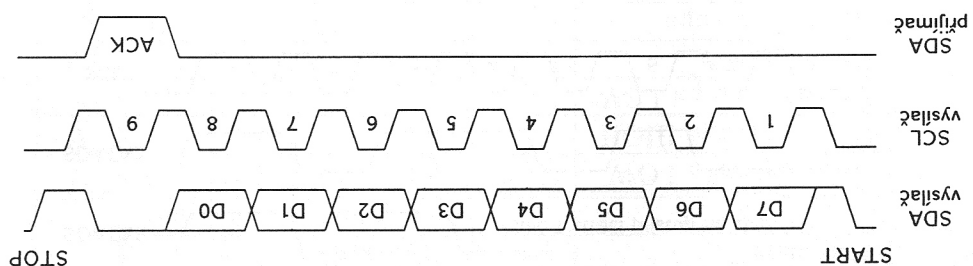 START STOP
SDA
vysílač
D7 D6 D5 D4 D3 D2 D1 D0
SCL
vysílač
1 2 3 4 5 6 7 8 9
SDA
přijímač
ACK